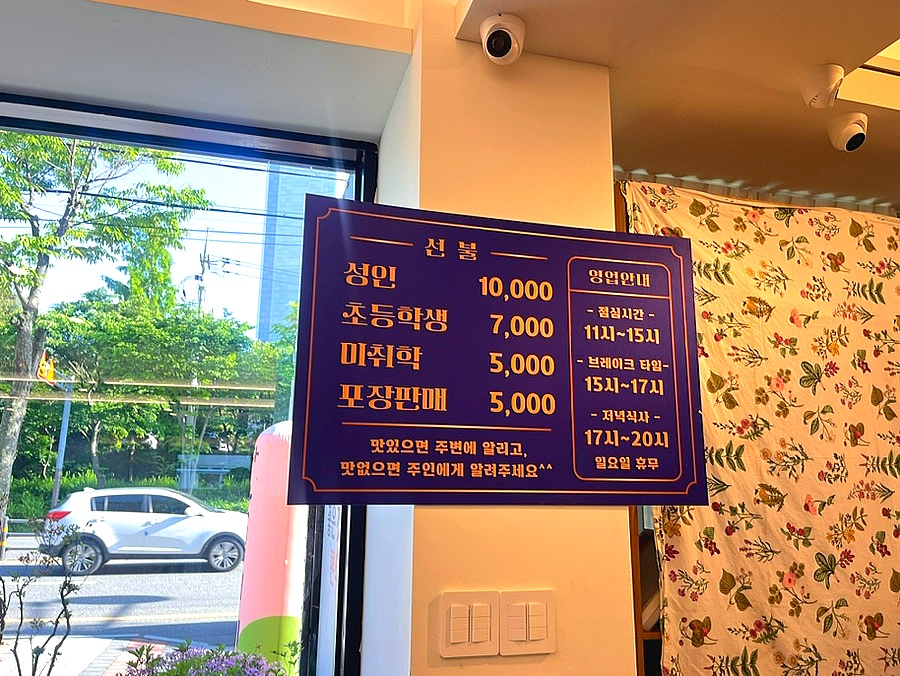 선불
성인 10,000
초등학생 7,000
미취학 5,000
포장판매 5,000
맛있으면 주변에 알리고,
맛없으면 주인에게 알려주세요^^
영업안내
- 점심시간 -
11시~15시
- 브레이크 타임-
15시~17시
- 저녁식사 -
17시~20시
일요일 휴무